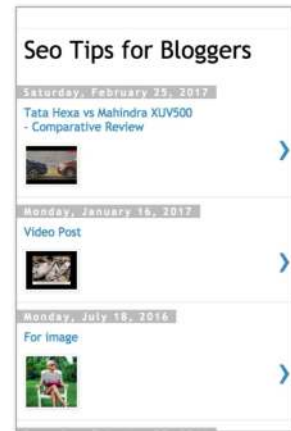 Seo Tips for Bloggers
Saturday, February 25, 2017
Tata Hexa vs Mahindra XUV500
- Comparative Review
Monday, January 16, 2017
Video Post
Monday, July 18, 2016
For image